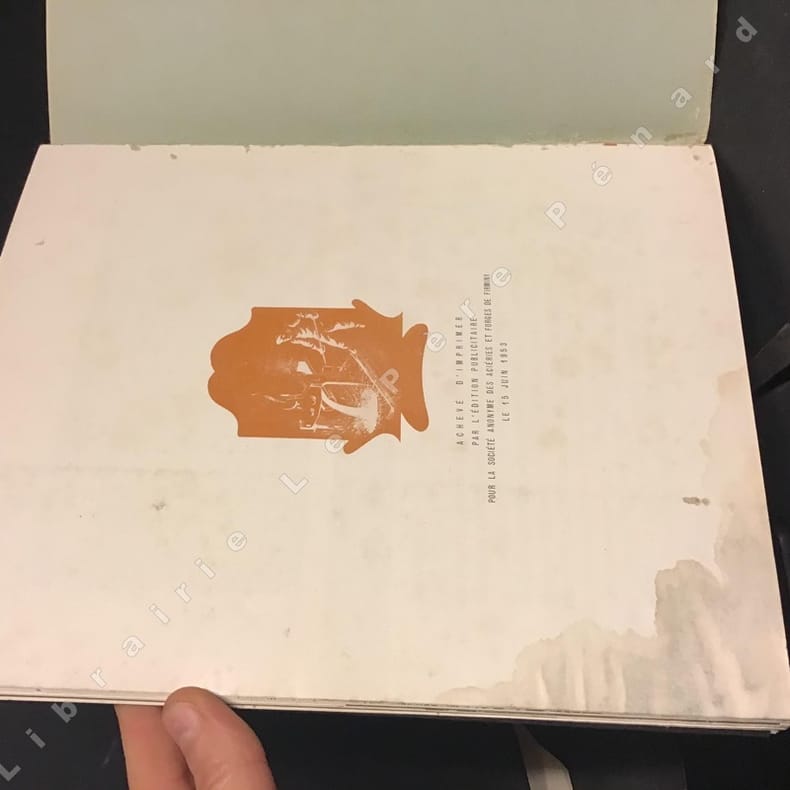 ACHEVÉ D'IMPRIMER
PAR L'ÉDITION PUBLICITAIRE
POUR LA SOCIÉTÉ ANONYME DES ACIÉRIES ET FORGES DE FIRMINY
LE 15 JUIN 1953
Librairie Le Pere Pénard